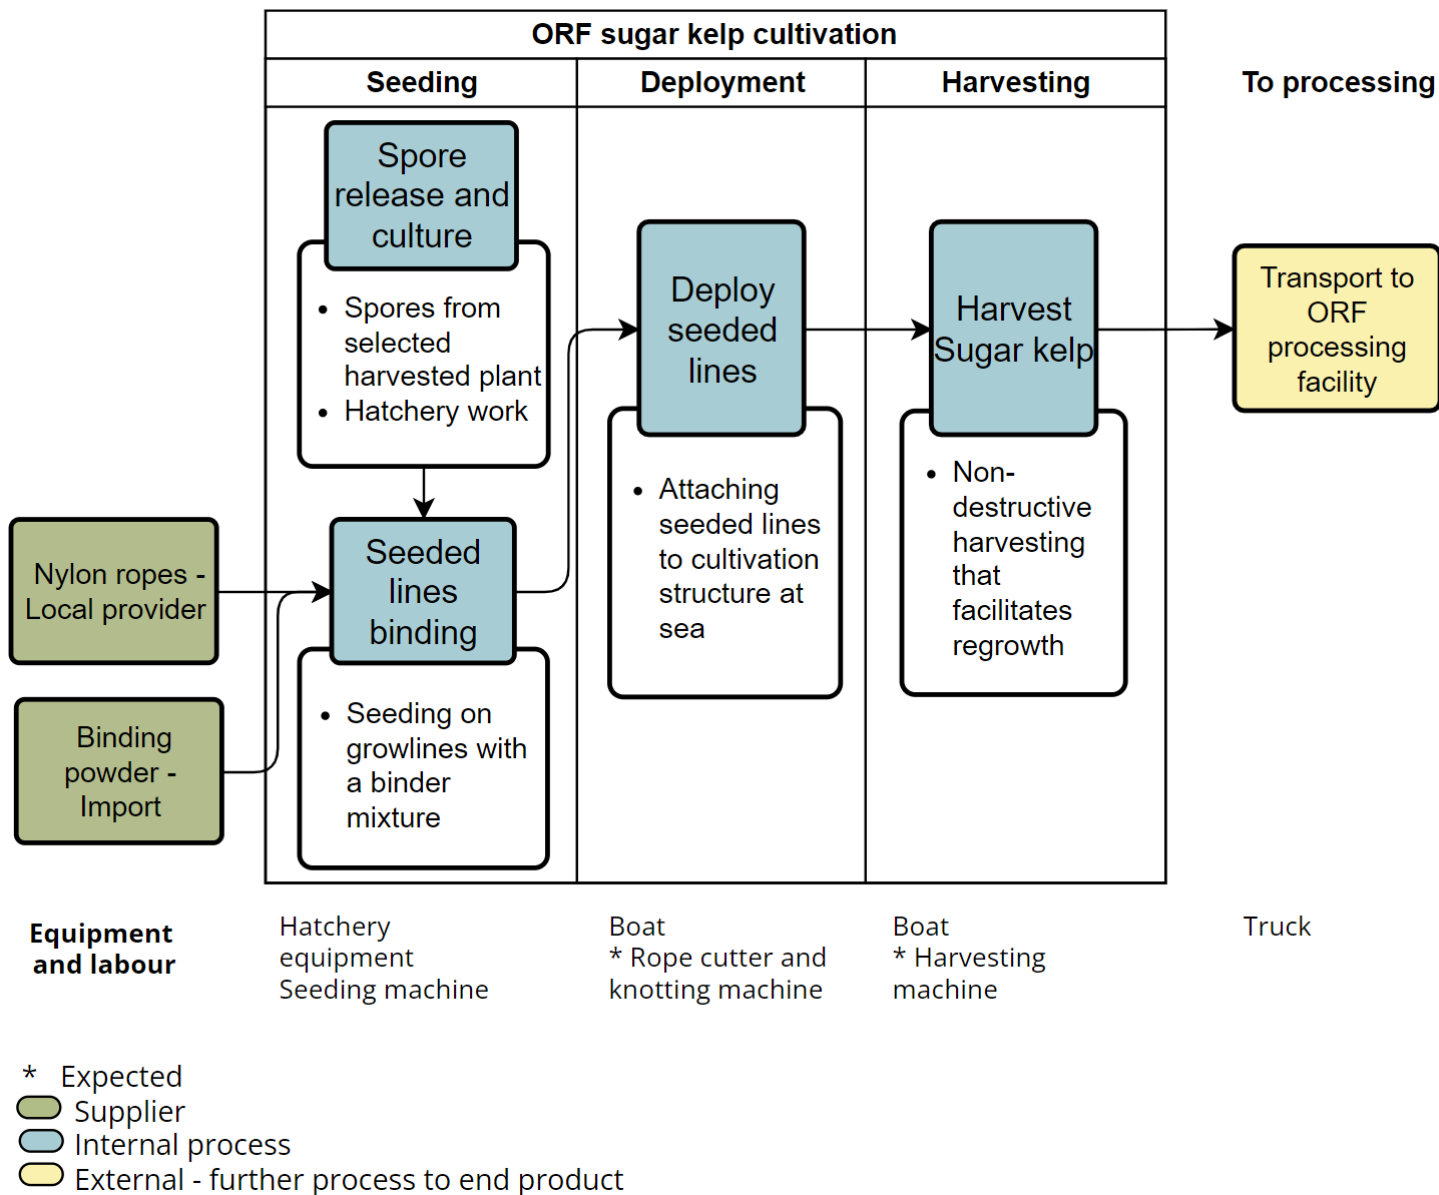 ORF sugar kelp cultivation
Seeding
Deployment
Harvesting
To processing
Spore
release and
culture
• Spores from
selected
harvested plant
• Hatchery work
Nylon ropes -
Local provider
Binding
powder -
Import
Seeded
lines
binding
• Seeding on
growlines with
a binder
mixture
Deploy
seeded
lines
• Attaching
seeded lines
to cultivation
structure at
sea
Harvest
Sugar kelp
• Non-
destructive
harvesting
that
facilitates
regrowth
Transport to
ORF
processing
facility
Equipment
and labour
Hatchery
equipment
Seeding machine
Boat
* Rope cutter and
knotting machine
Boat
* Harvesting
machine
Truck
* Expected
Supplier
Internal process
External - further process to end product